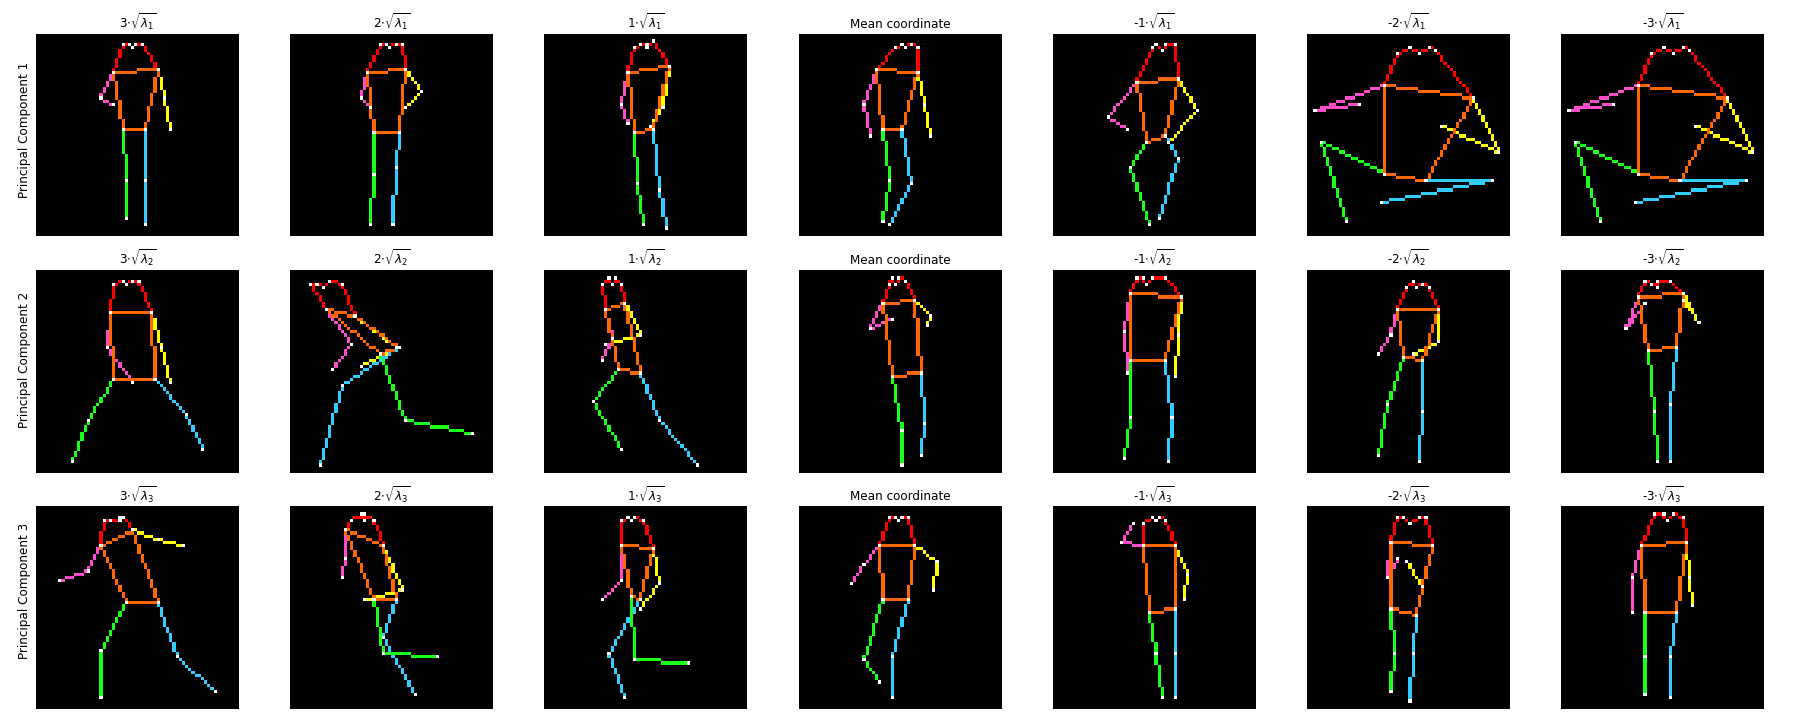 3·√λ₁ 2·√λ₁ 1·√λ₁ Mean coordinate -1·√λ₁ -2·√λ₁ -3·√λ₁
Principal Component 1
3·√λ₂ 2·√λ₂ 1·√λ₂ Mean coordinate -1·√λ₂ -2·√λ₂ -3·√λ₂
Principal Component 2
3·√λ₃ 2·√λ₃ 1·√λ₃ Mean coordinate -1·√λ₃ -2·√λ₃ -3·√λ₃
Principal Component 3